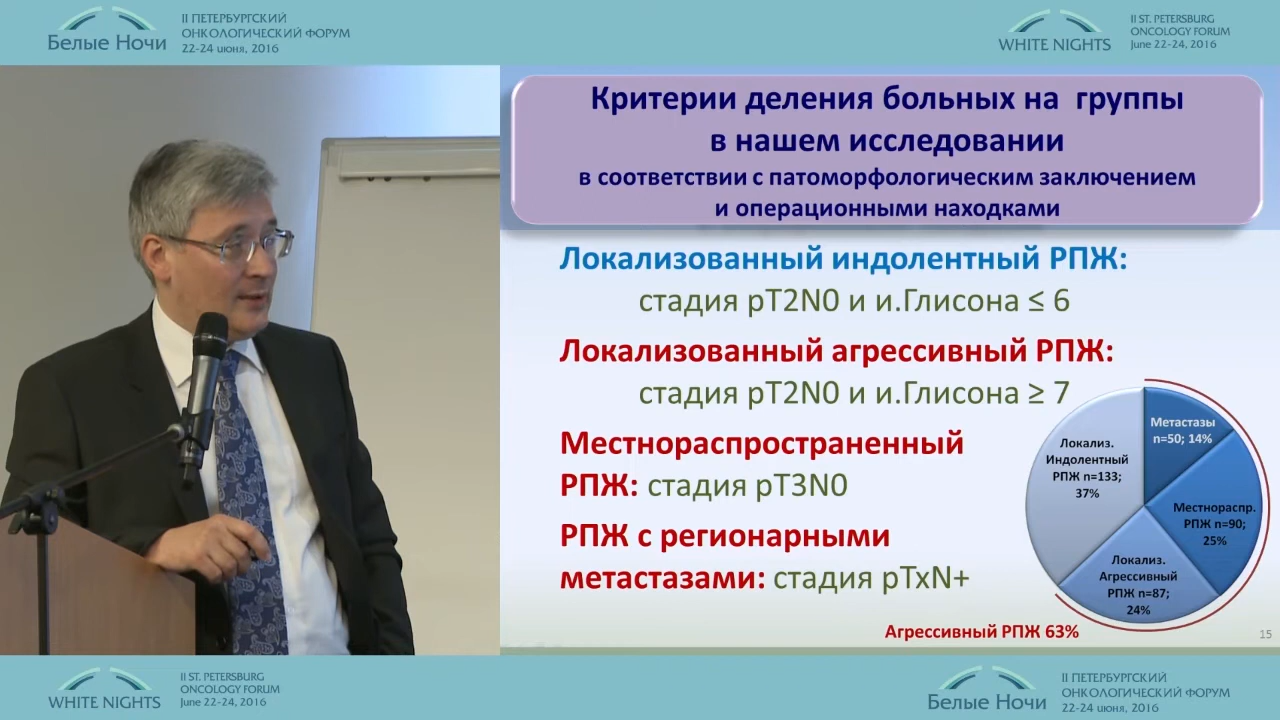 Белые Ночи
II ПЕТЕРБУРГСКИЙ
ОНКОЛОГИЧЕСКИЙ ФОРУМ
22-24 июня, 2016
WHITE NIGHTS
II ST. PETERSBURG
ONCOLOGY FORUM
June 22-24, 2016
Критерии деления больных на группы
в нашем исследовании
в соответствии с патоморфологическим заключением
и операционными находками
Локализованный индолентный РПЖ:
стадия pT2N0 и и.Глисона ≤ 6
Локализованный агрессивный РПЖ:
стадия pT2N0 и и.Глисона ≥ 7
Местнораспространенный
РПЖ: стадия pT3N0
РПЖ с регионарными
метастазами: стадия pTxN+
Метастазы
n=50; 14%
Локализ.
Индолентный
РПЖ n=133;
37%
Местнораспр.
РПЖ n=90;
25%
Локализ.
Агрессивный
РПЖ n=87;
24%
Агрессивный РПЖ 63%
15
WHITE NIGHTS
II ST. PETERSBURG
ONCOLOGY FORUM
June 22-24, 2016
Белые Ночи
II ПЕТЕРБУРГСКИЙ
ОНКОЛОГИЧЕСКИЙ ФОРУМ
22-24 июня, 2016